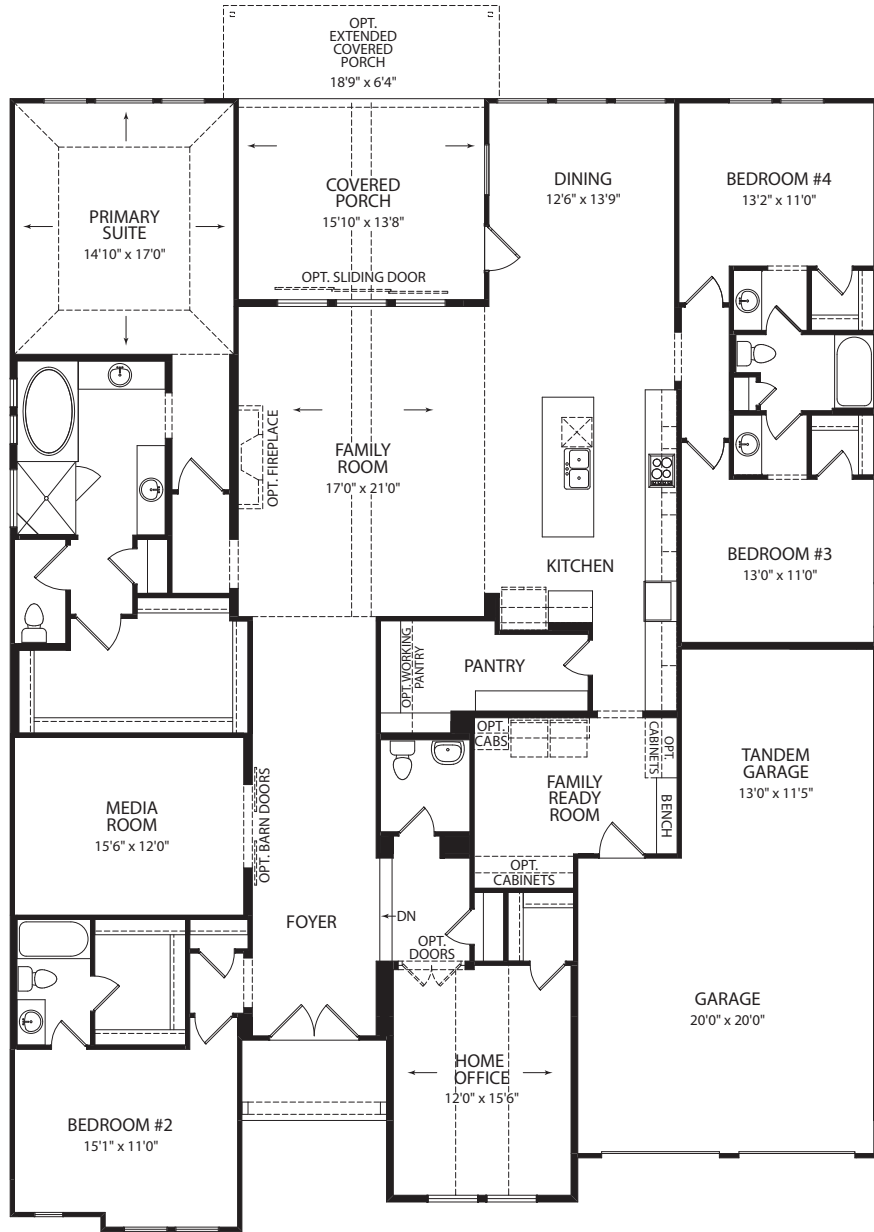 OPT.
EXTENDED
COVERED
PORCH
18'9" x 6'4"
PRIMARY
SUITE
14'10" x 17'0"
COVERED
PORCH
15'10" x 13'8"
OPT. SLIDING DOOR
DINING
12'6" x 13'9"
BEDROOM #4
13'2" x 11'0"
OPT. FIREPLACE
FAMILY
ROOM
17'0" x 21'0"
KITCHEN
BEDROOM #3
13'0" x 11'0"
OPT. WORKING
PANTRY
PANTRY
OPT.
CABS
OPT.
CABINETS
FAMILY
READY
ROOM
BENCH
OPT.
CABINETS
TANDEM
GARAGE
13'0" x 11'5"
MEDIA
ROOM
15'6" x 12'0"
OPT. BARN DOORS
FOYER
DN
OPT.
DOORS
GARAGE
20'0" x 20'0"
HOME
OFFICE
12'0" x 15'6"
BEDROOM #2
15'1" x 11'0"